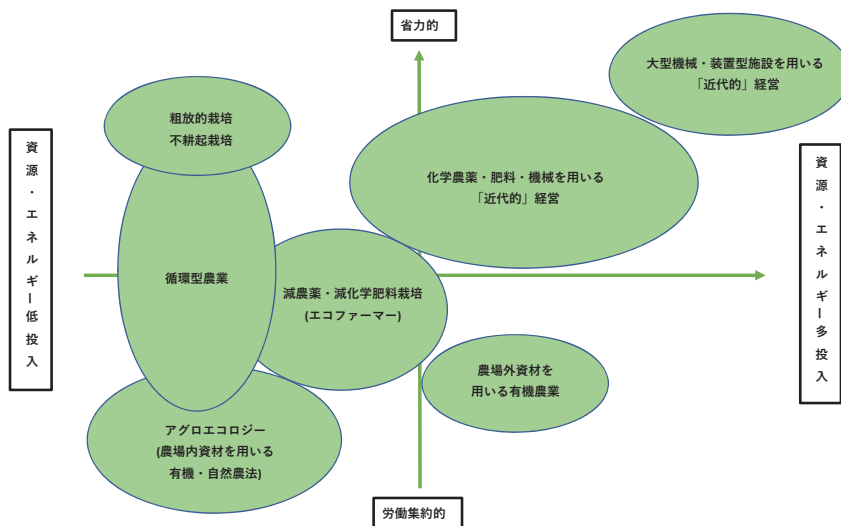 省力的
大型機械・装置型施設を用いる
「近代的」経営
粗放的栽培
不耕起栽培
化学農薬・肥料・機械を用いる
「近代的」経営
資源・エネルギー低投入
資源・エネルギー多投入
循環型農業
減農薬・減化学肥料栽培
(エコファーマー)
農場外資材を
用いる有機農業
アグロエコロジー
(農場内資材を用いる
有機・自然農法)
労働集約的